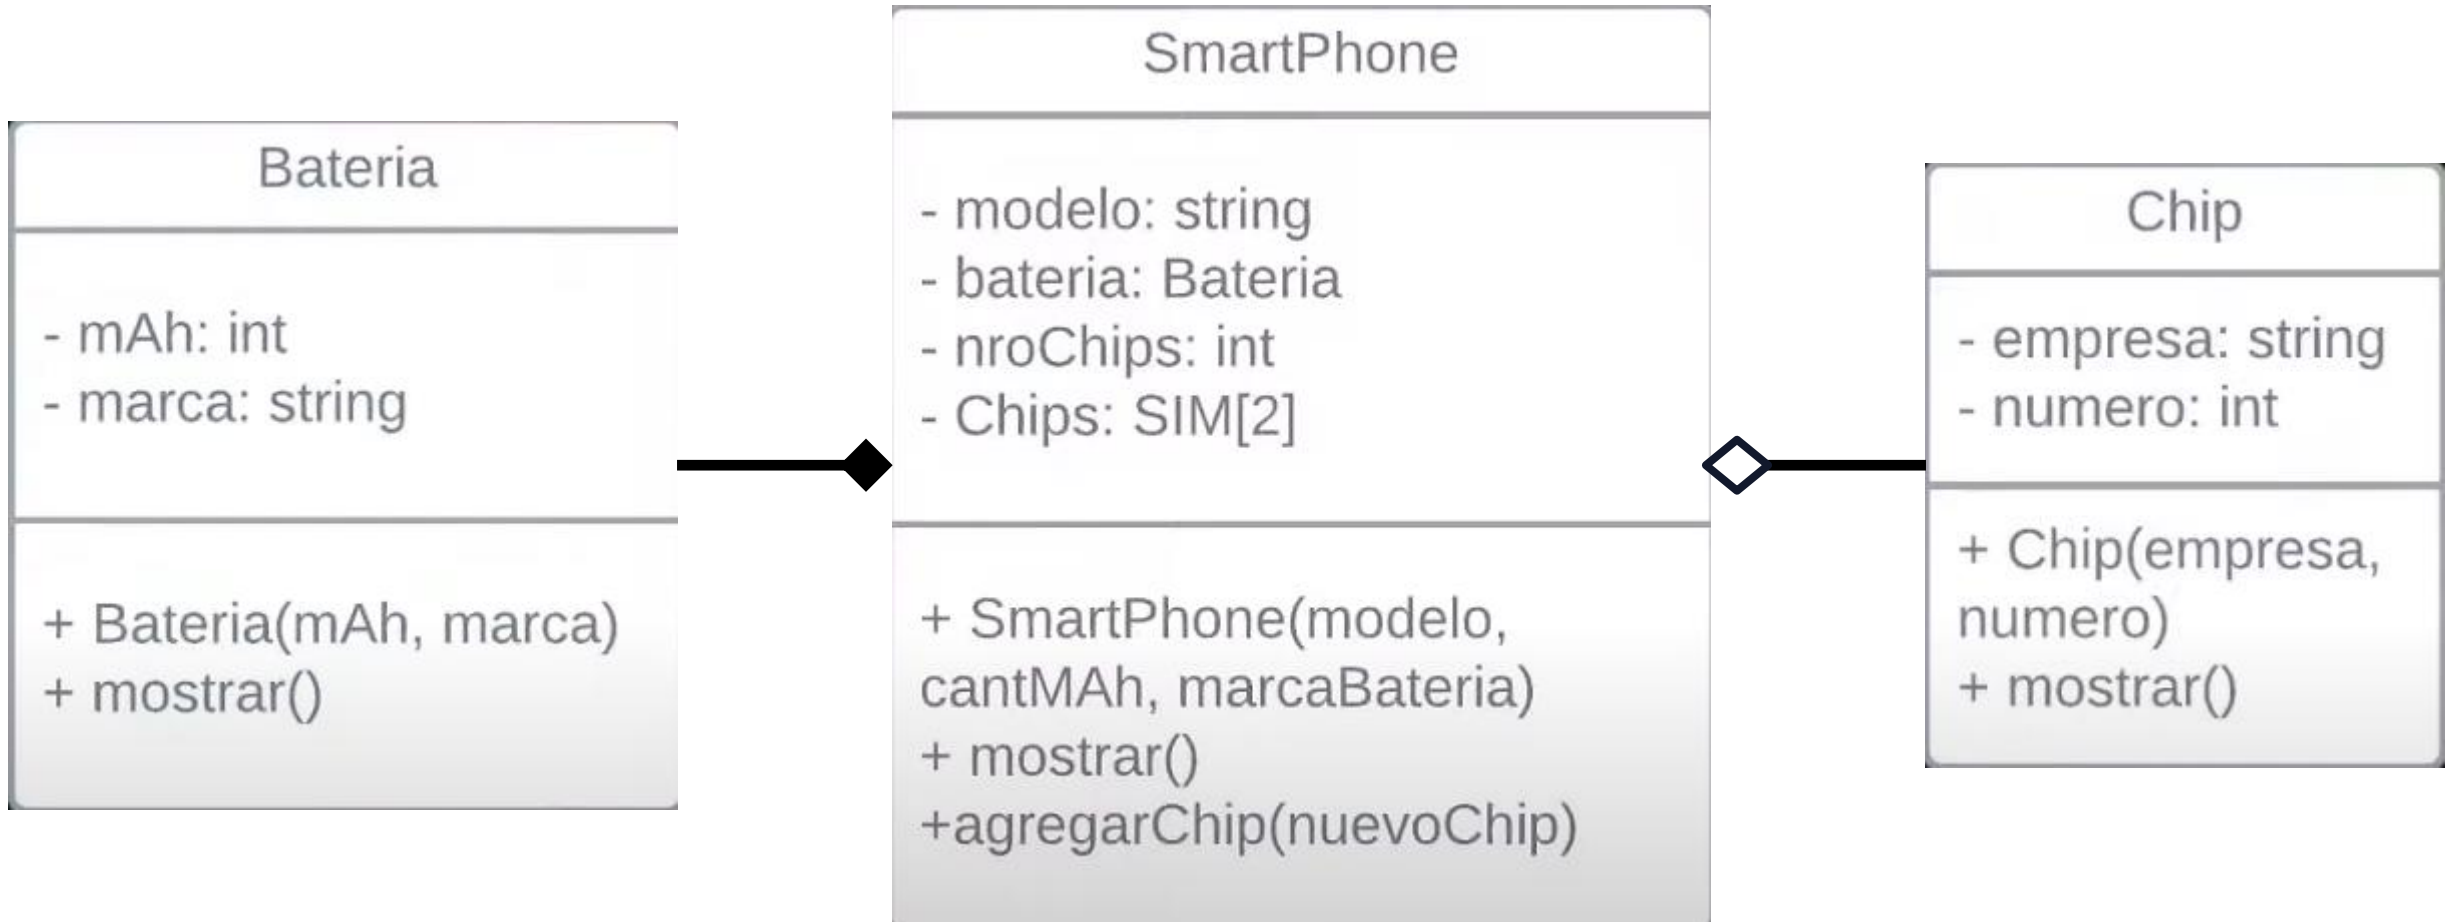 Bateria
- mAh: int
- marca: string
+ Bateria(mAh, marca)
+ mostrar()
SmartPhone
- modelo: string
- bateria: Bateria
- nroChips: int
- Chips: SIM[2]
+ SmartPhone(modelo,
cantMAh, marcaBateria)
+ mostrar()
+agregarChip(nuevoChip)
Chip
- empresa: string
- numero: int
+ Chip(empresa,
numero)
+ mostrar()